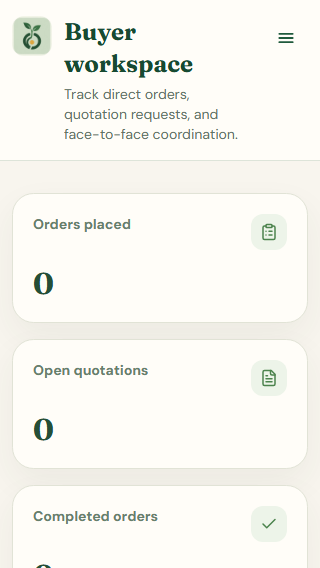 Buyer
workspace
Track direct orders,
quotation requests, and
face-to-face coordination.
Orders placed
0
Open quotations
0
Completed orders
0